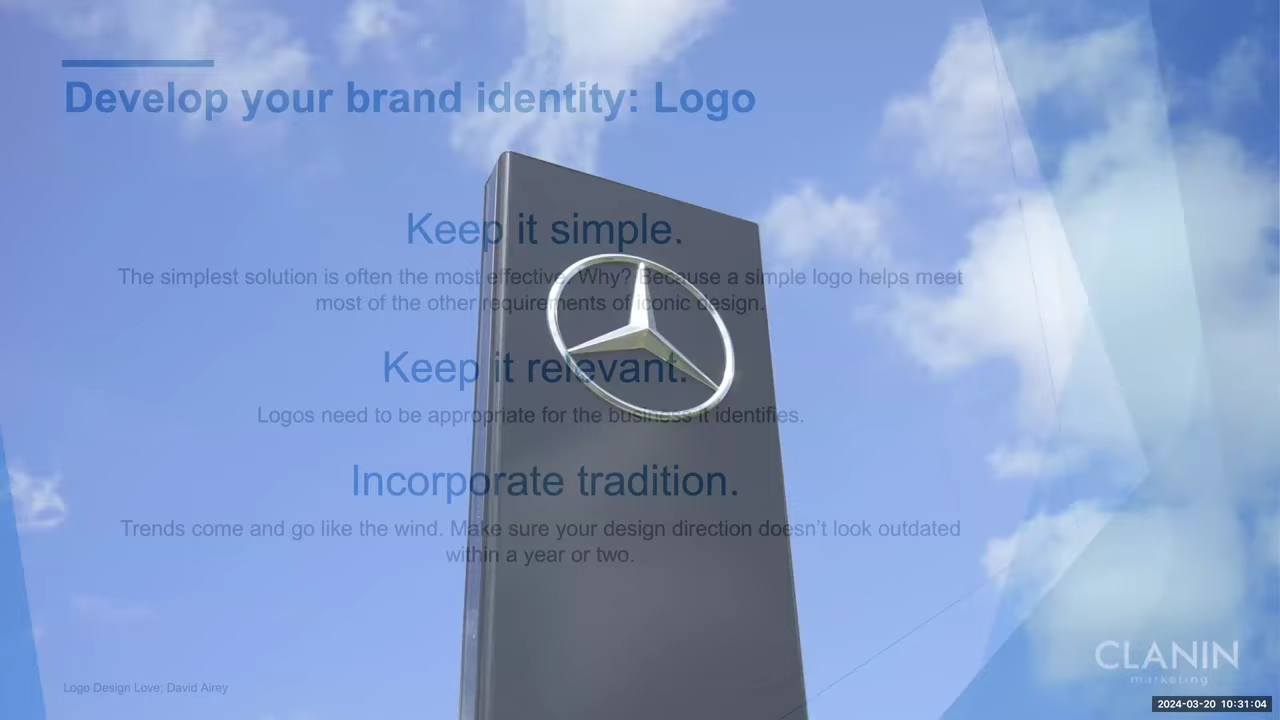 Develop your brand identity: Logo
Keep it simple.
The simplest solution is often the most effective. Why? Because a simple logo helps meet
most of the other requirements of iconic design.
Keep it relevant.
Logos need to be appropriate for the business it identifies.
Incorporate tradition.
Trends come and go like the wind. Make sure your design direction doesn’t look outdated
within a year or two.
Logo Design Love; David Airey
CLANIN
marketing
2024-03-20 10:31:04